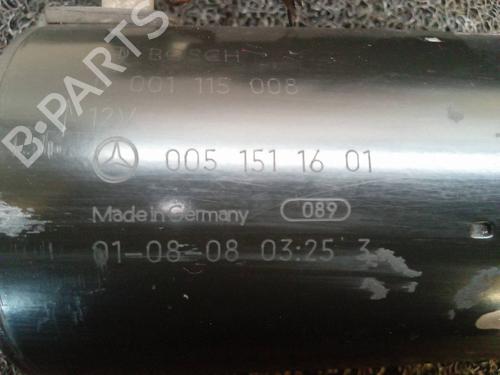 BOSCH
001 115 008
12V
005 151 16 01
Made in Germany 089
01-08-08 03:25 3
B-PARTS